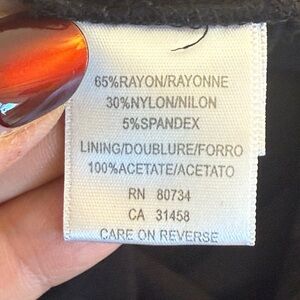 65%RAYON/RAYONNE
30%NYLON/NILON
5%SPANDEX
LINING/DOUBLURE/FORRO
100%ACETATE/ACETATO
RN 80734
CA 31458
CARE ON REVERSE